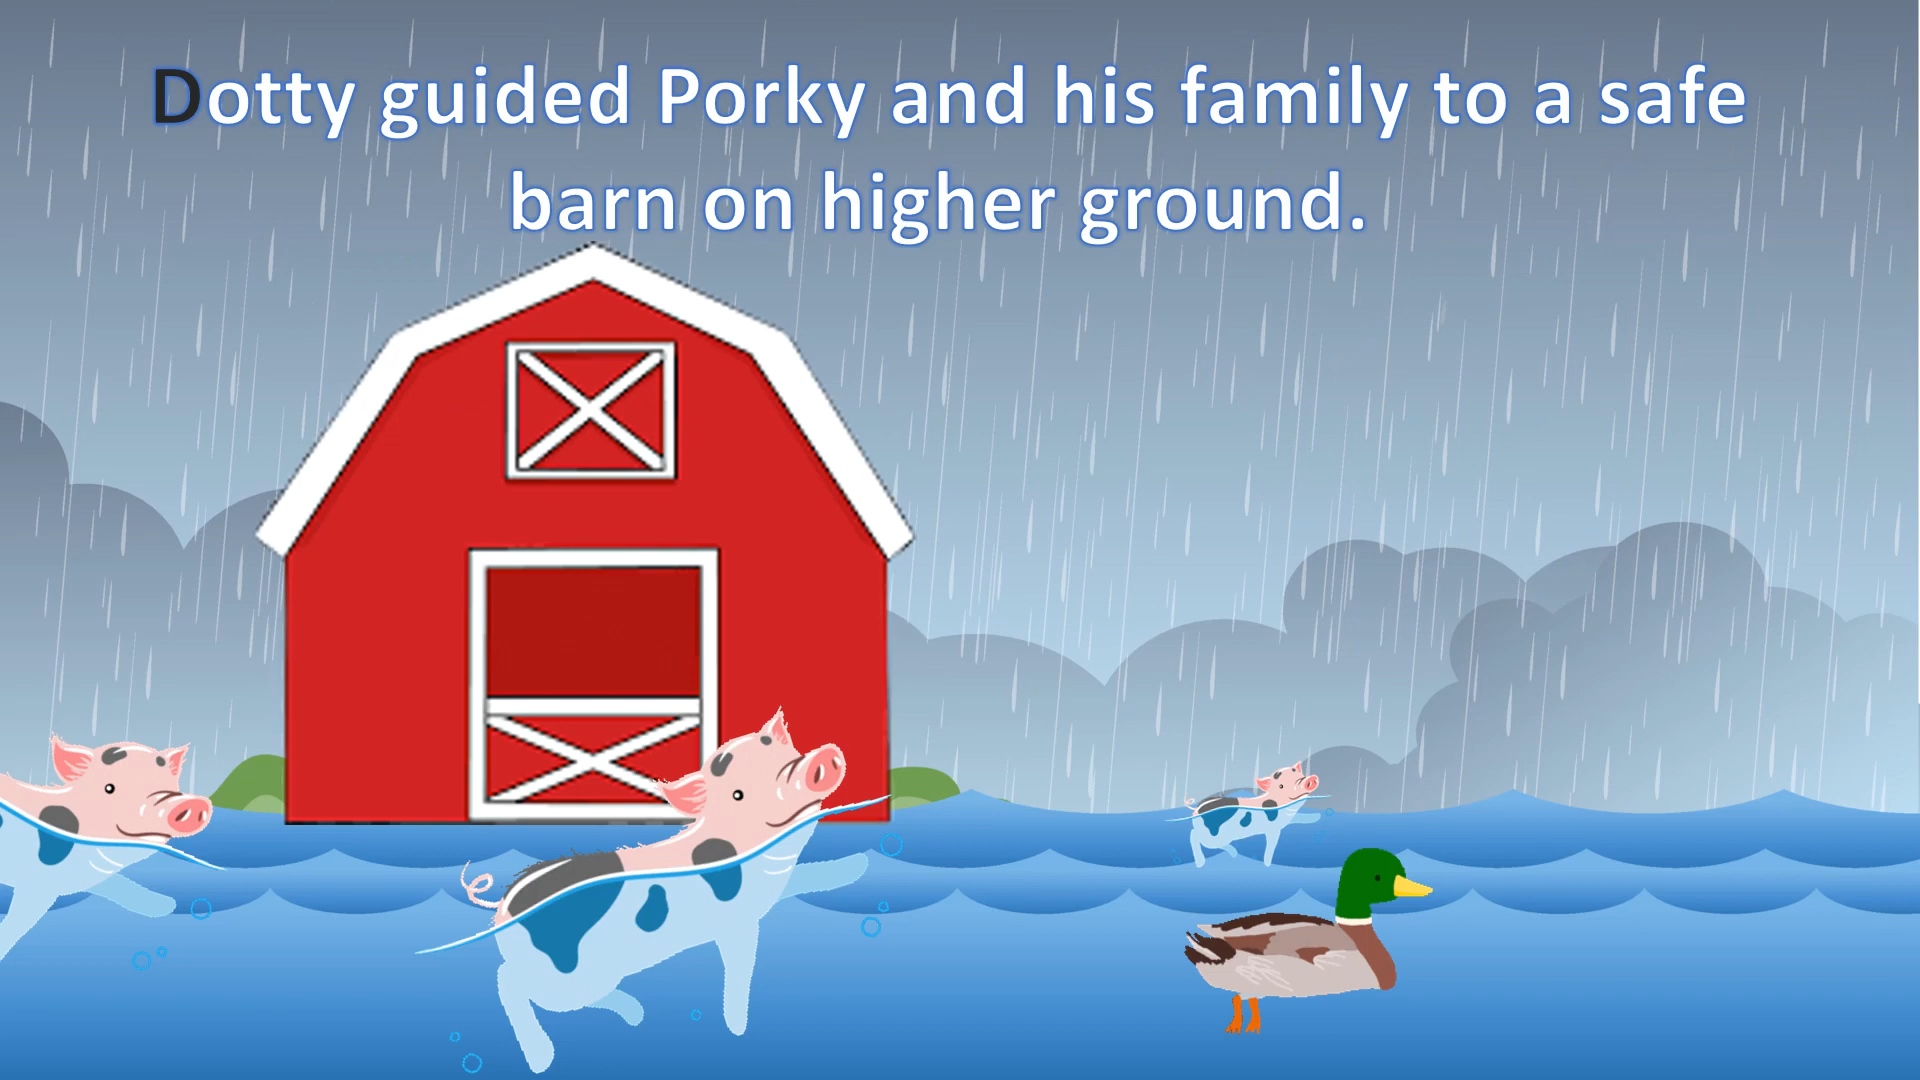 Dotty guided Porky and his family to a safe
barn on higher ground.